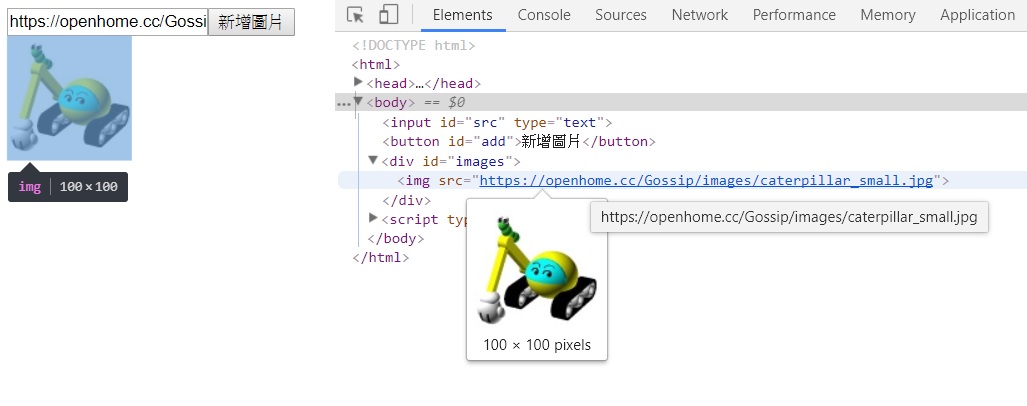 https://openhome.cc/Gossi
新增圖片
img 100 × 100
Elements Console Sources Network Performance Memory Application
<!DOCTYPE html>
<html>
<head>…</head>
<body> == $0
<input id="src" type="text">
<button id="add">新增圖片</button>
<div id="images">
<img src="https://openhome.cc/Gossip/images/caterpillar_small.jpg">
</div>
https://openhome.cc/Gossip/images/caterpillar_small.jpg
<script ty
</body>
</html>
100 × 100 pixels